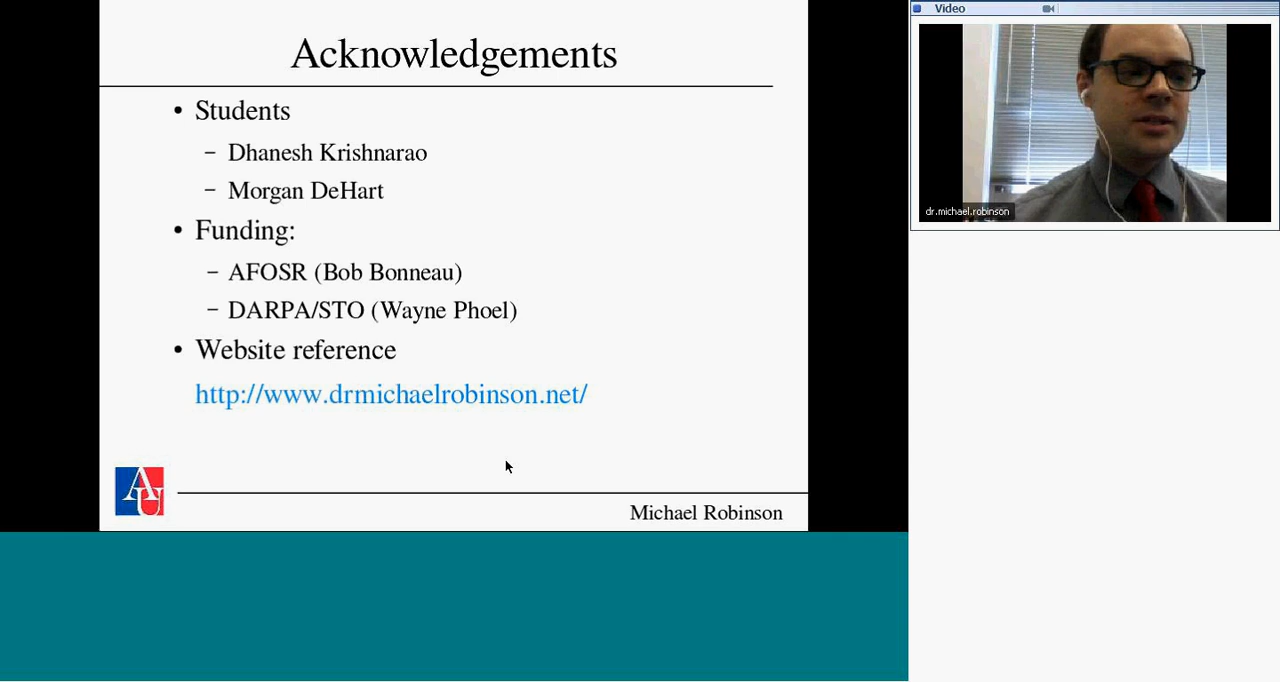 Acknowledgements
• Students
– Dhanesh Krishnarao
– Morgan DeHart
• Funding:
– AFOSR (Bob Bonneau)
– DARPA/STO (Wayne Phoel)
• Website reference
http://www.drmichaelrobinson.net/
AU
Michael Robinson
Video
dr.michael.robinson